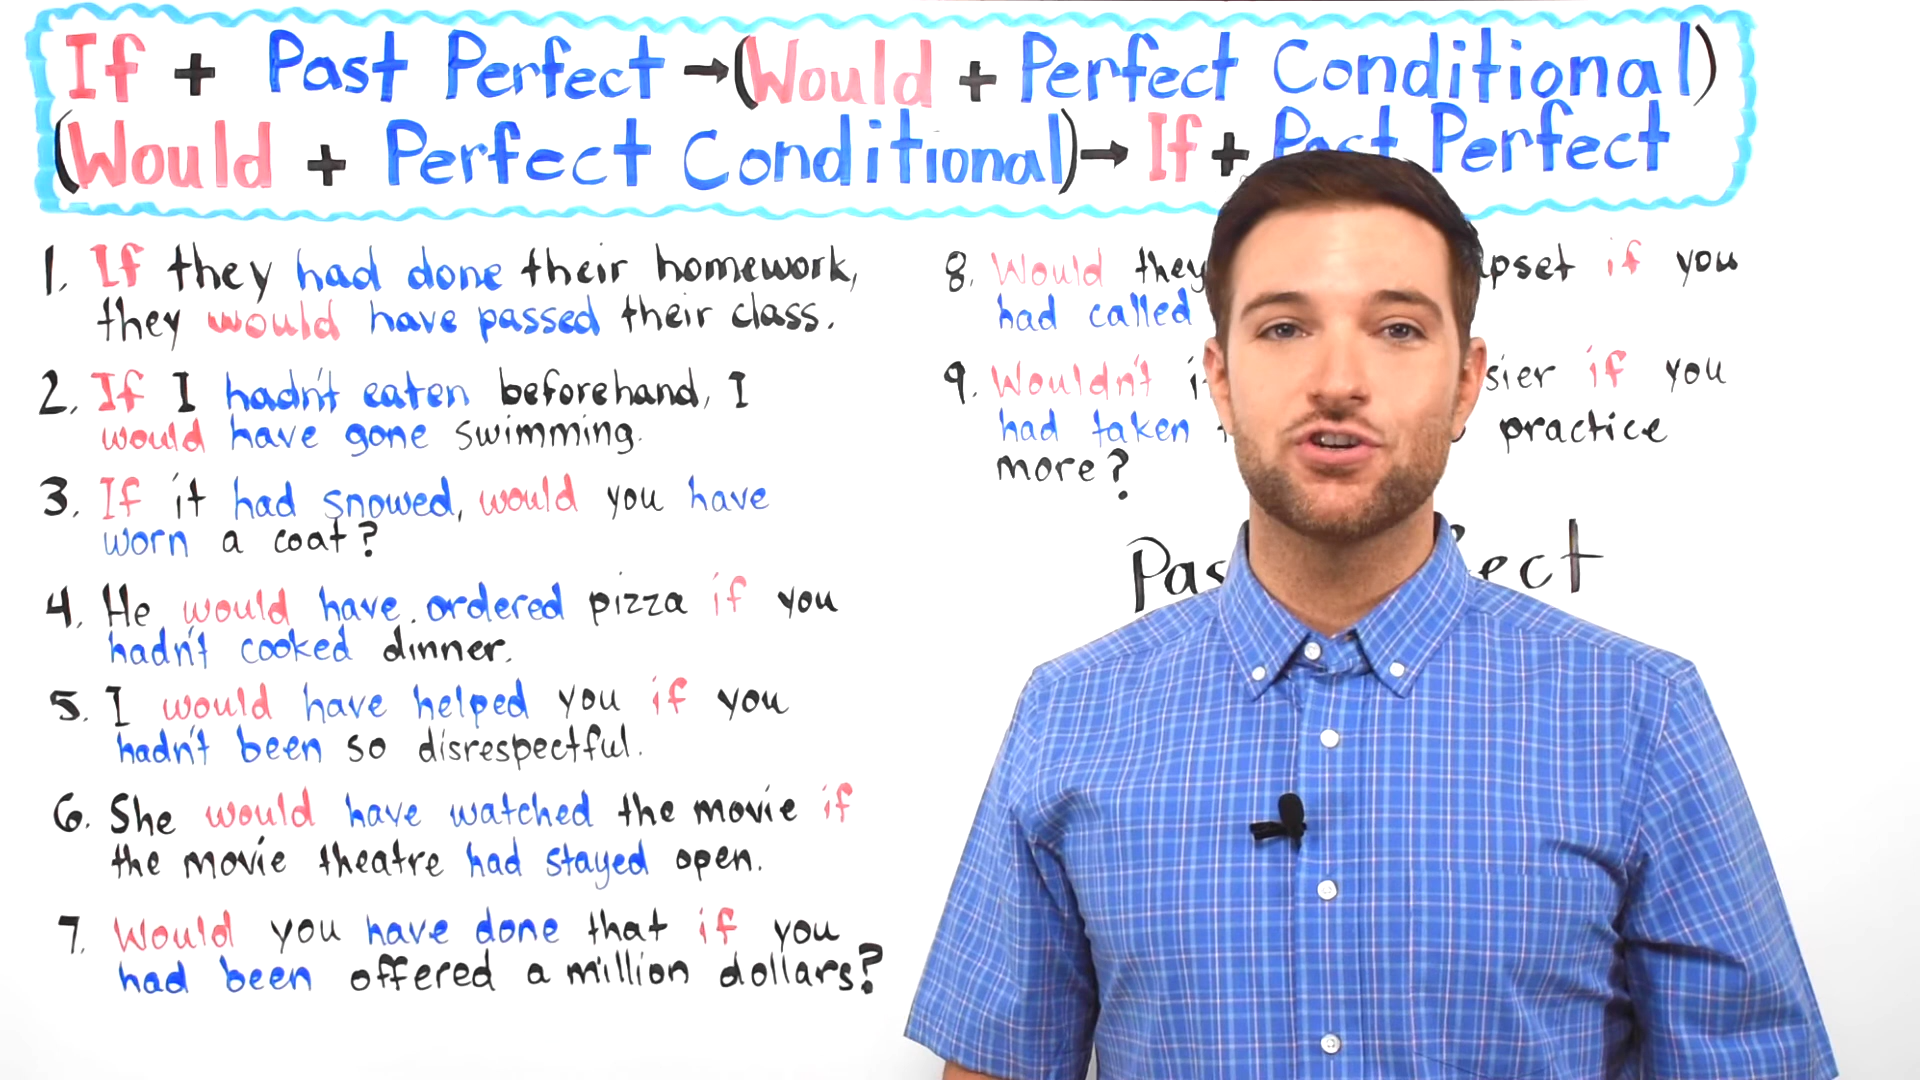 If + Past Perfect → (Would + Perfect Conditional)
(Would + Perfect Conditional) → If + Past Perfect
1. If they had done their homework,
they would have passed their class.
2. If I hadn't eaten beforehand, I
would have gone swimming.
3. If it had snowed, would you have
worn a coat?
4. He would have ordered pizza if you
hadn't cooked dinner.
5. I would have helped you if you
hadn't been so disrespectful.
6. She would have watched the movie if
the movie theatre had stayed open.
7. Would you have done that if you
had been offered a million dollars?
8. Would they if you
had called
9. Wouldn't if you
had taken practice
more?